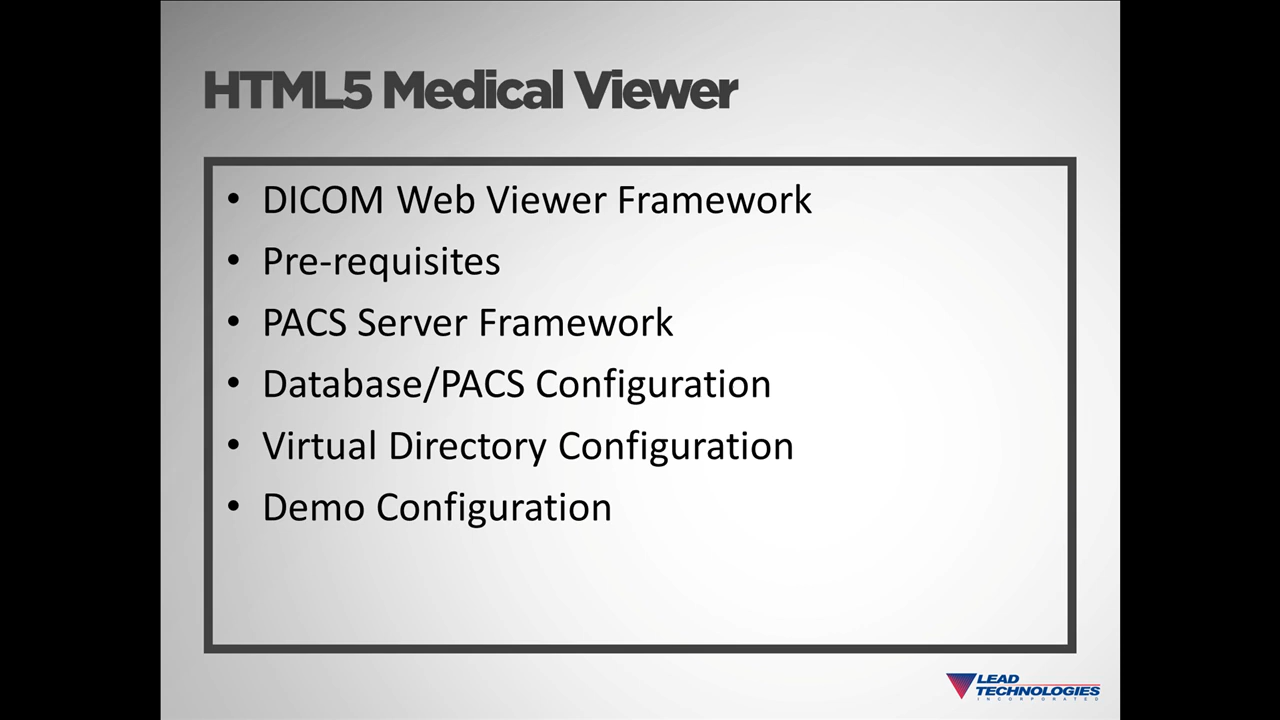 HTML5 Medical Viewer
• DICOM Web Viewer Framework
• Pre-requisites
• PACS Server Framework
• Database/PACS Configuration
• Virtual Directory Configuration
• Demo Configuration
LEAD
TECHNOLOGIES
INCORPORATED